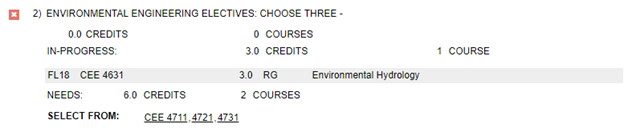 2) ENVIRONMENTAL ENGINEERING ELECTIVES: CHOOSE THREE -
0.0 CREDITS 0 COURSES
IN-PROGRESS: 3.0 CREDITS 1 COURSE
FL18 CEE 4631 3.0 RG Environmental Hydrology
NEEDS: 6.0 CREDITS 2 COURSES
SELECT FROM: CEE 4711,4721,4731